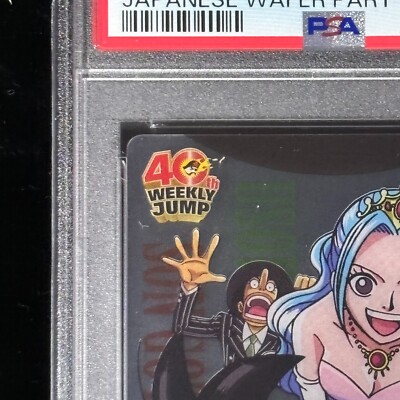 JAPANESE WAFER PART
PSA
40th
WEEKLY
JUMP